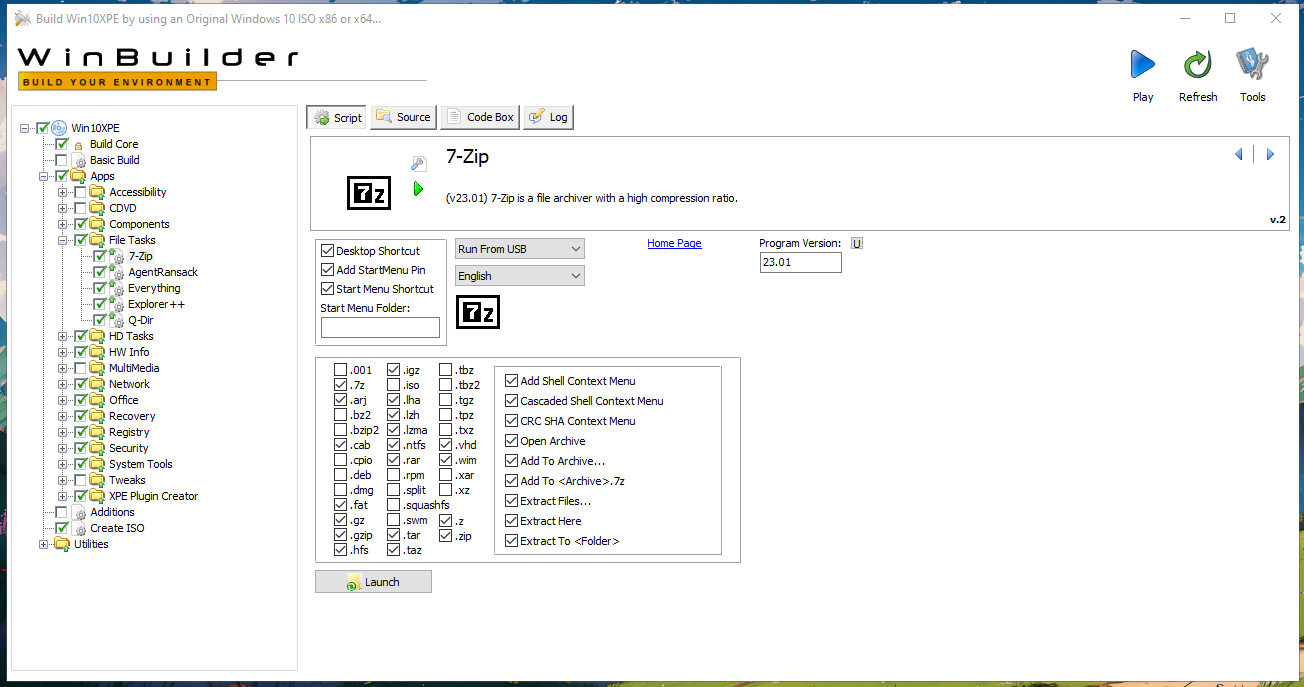 Build Win10XPE by using an Original Windows 10 ISO x86 or x64...
WinBuilder
BUILD YOUR ENVIRONMENT
Play
Refresh
Tools
Win10XPE
Build Core
Basic Build
Apps
Accessibility
CDVD
Components
File Tasks
7-Zip
AgentRansack
Everything
Explorer++
Q-Dir
HD Tasks
HW Info
MultiMedia
Network
Office
Recovery
Registry
Security
System Tools
Tweaks
XPE Plugin Creator
Additions
Create ISO
Utilities
Script
Source
Code Box
Log
7-Zip
7z
(v23.01) 7-Zip is a file archiver with a high compression ratio.
v.2
Desktop Shortcut
Add StartMenu Pin
Start Menu Shortcut
Start Menu Folder:
Run From USB
English
7z
Home Page
Program Version:
U
23.01
.001
.7z
.arj
.bz2
.bzip2
.cab
.cpio
.deb
.dmg
.fat
.gz
.gzip
.hfs
.igz
.iso
.lha
.lzh
.lzma
.ntfs
.rar
.rpm
.split
.squashfs
.swm
.tar
.taz
.tbz
.tbz2
.tgz
.tpz
.txz
.vhd
.wim
.xar
.xz
.z
.zip
Add Shell Context Menu
Cascaded Shell Context Menu
CRC SHA Context Menu
Open Archive
Add To Archive...
Add To <Archive>.7z
Extract Files...
Extract Here
Extract To <Folder>
Launch